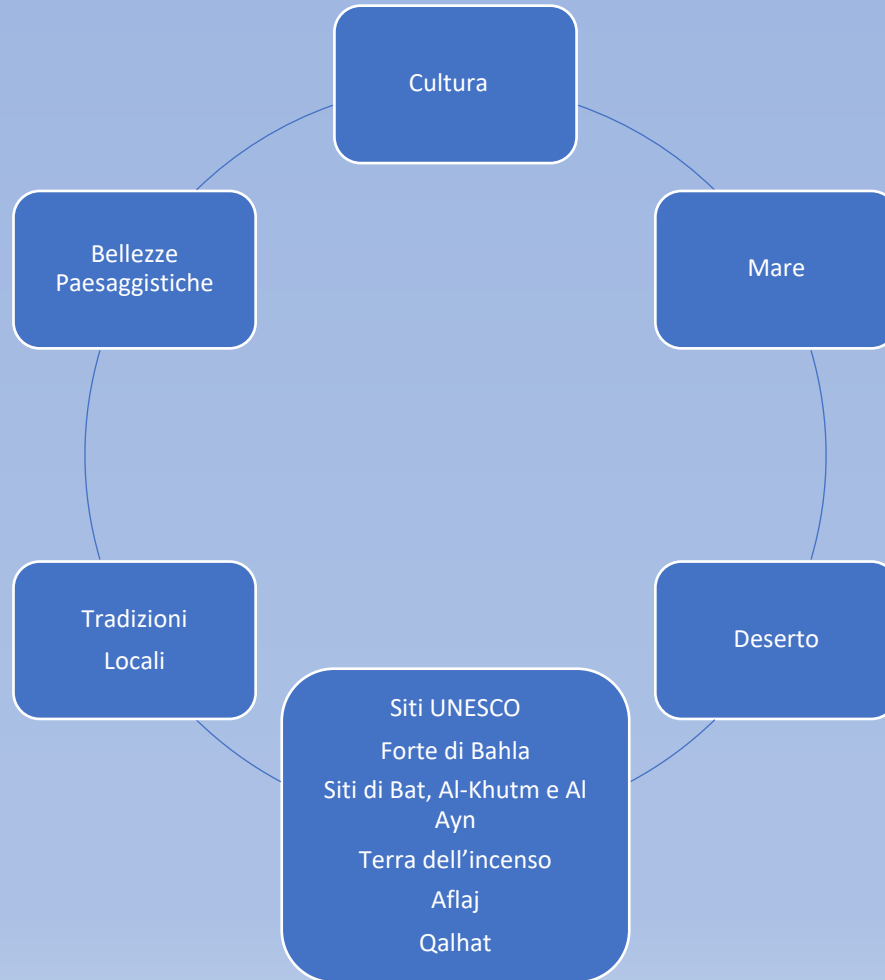 Cultura
Bellezze
Paesaggistiche
Mare
Tradizioni
Locali
Deserto
Siti UNESCO
Forte di Bahla
Siti di Bat, Al-Khutm e Al
Ayn
Terra dell’incenso
Aflaj
Qalhat